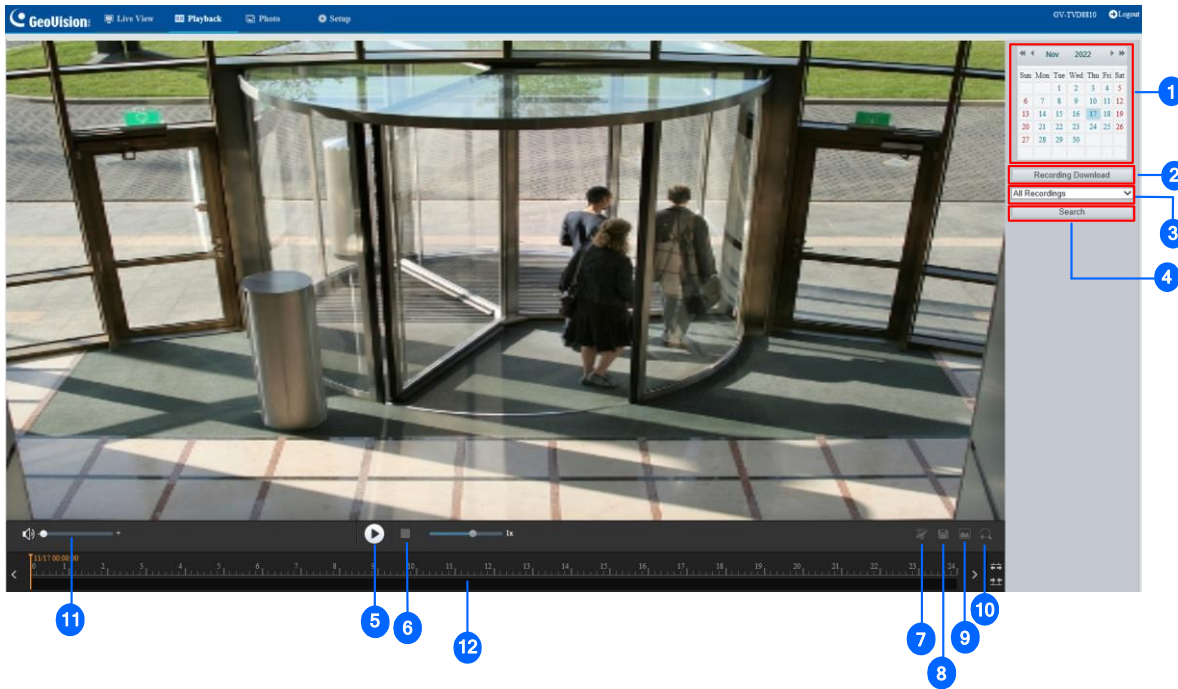 GeoVision: Live View Playback Photo Setup GV-TVD8810 Logout
Nov 2022
Sun Mon Tue Wed Thu Fri Sat
1 2 3 4 5
6 7 8 9 10 11 12
13 14 15 16 17 18 19
20 21 22 23 24 25 26
27 28 29 30
1
Recording Download
2
All Recordings
3
Search
4
+ 1x
11/17 00:00:00
0 1 2 3 4 5 6 7 8 9 10 11 12 13 14 15 16 17 18 19 20 21 22 23 24
11 5 6 12 7 8 9 10